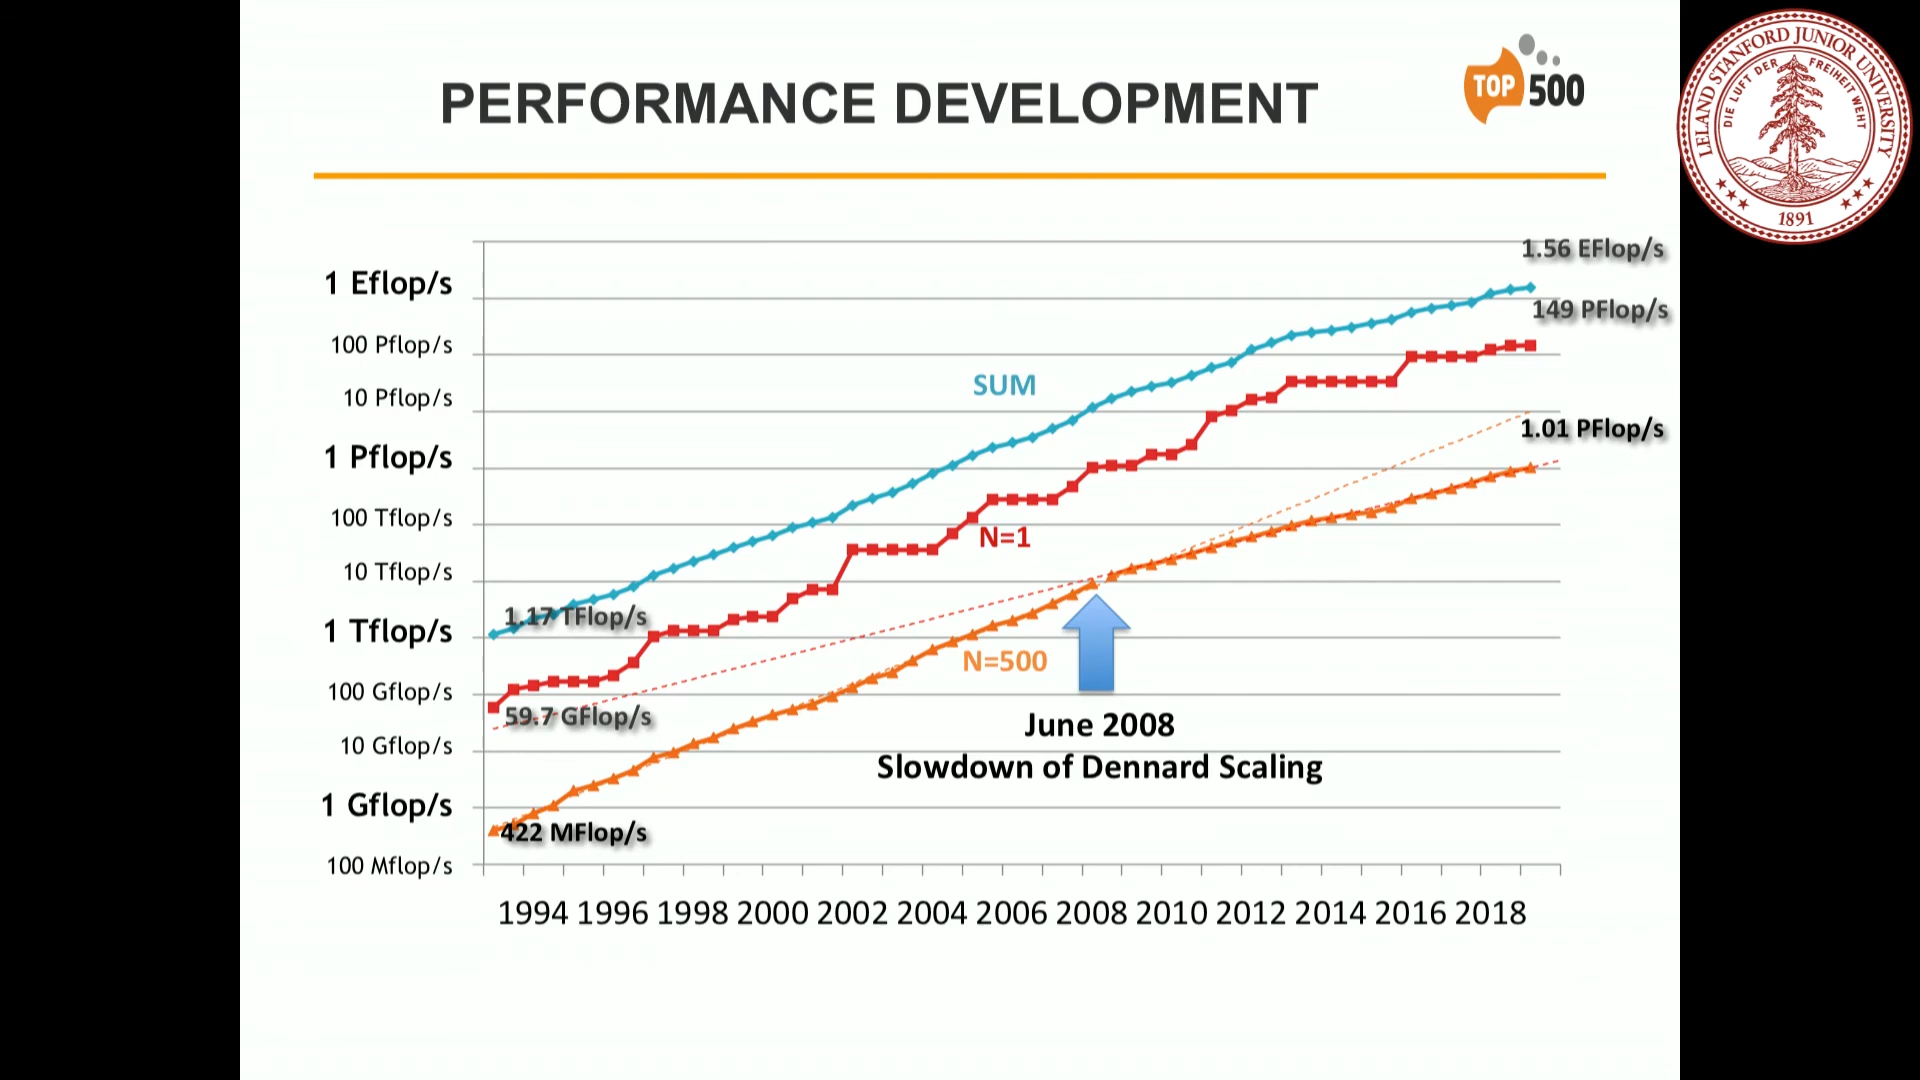 PERFORMANCE DEVELOPMENT
TOP 500
LELAND STANFORD JUNIOR UNIVERSITY
DIE LUFT DER FREIHEIT WEHT
1891
1.56 EFlop/s
1 Eflop/s
149 PFlop/s
100 Pflop/s
SUM
10 Pflop/s
1.01 PFlop/s
1 Pflop/s
100 Tflop/s
N=1
10 Tflop/s
1.17 TFlop/s
1 Tflop/s
N=500
100 Gflop/s
59.7 GFlop/s
June 2008
10 Gflop/s
Slowdown of Dennard Scaling
1 Gflop/s
422 MFlop/s
100 Mflop/s
1994 1996 1998 2000 2002 2004 2006 2008 2010 2012 2014 2016 2018